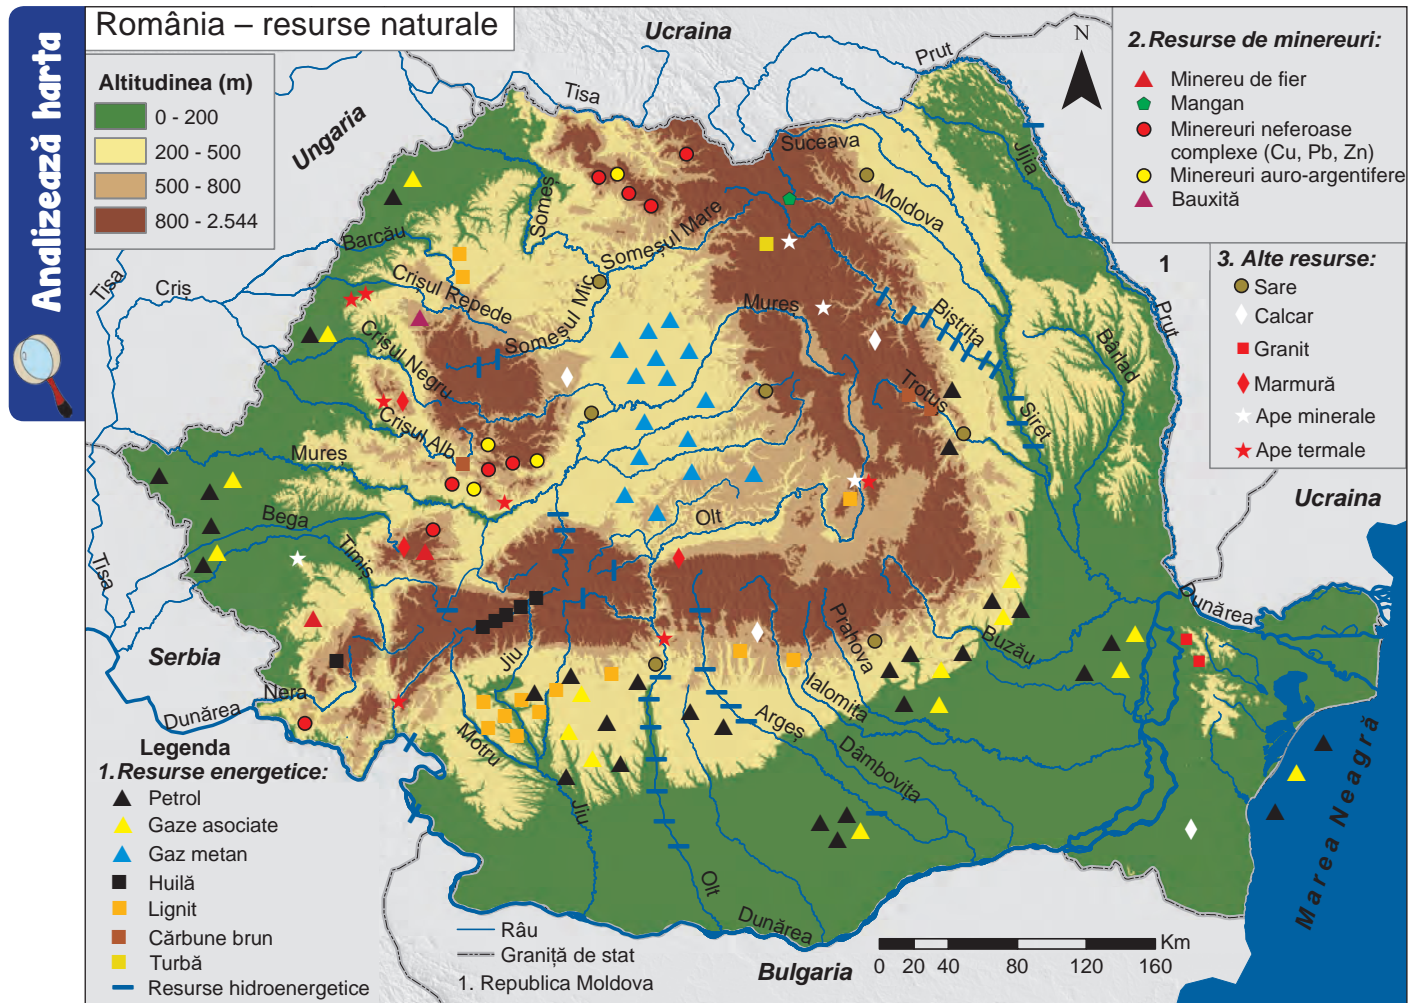 Analizează harta
România – resurse naturale
Altitudinea (m)
0 - 200
200 - 500
500 - 800
800 - 2.544
N
2.Resurse de minereuri:
Minereu de fier
Mangan
Minereuri neferoase
complexe (Cu, Pb, Zn)
Minereuri auro-argentifere
Bauxită
3. Alte resurse:
Sare
Calcar
Granit
Marmură
Ape minerale
Ape termale
Ucraina
Ungaria
Tisa
Prut
Suceava
Jijia
Moldova
Someș
Someșul Mare
Barcău
Tisa
Criș
Crișul Repede
Someșul Mic
Mureș
Bistrița
1
Prut
Bârlad
Crișul Negru
Trotuș
Siret
Crișul Alb
Mureș
Ucraina
Bega
Olt
Timiș
Tisa
Dunărea
Prahova
Buzău
Serbia
Jiu
Nera
Ialomița
Dunărea
Argeș
Motru
Dâmbovița
Jiu
Olt
Dunărea
Marea Neagră
Bulgaria
Legenda
1.Resurse energetice:
Petrol
Gaze asociate
Gaz metan
Huilă
Lignit
Cărbune brun
Turbă
Resurse hidroenergetice
Râu
Graniță de stat
1. Republica Moldova
Km
0 20 40 80 120 160